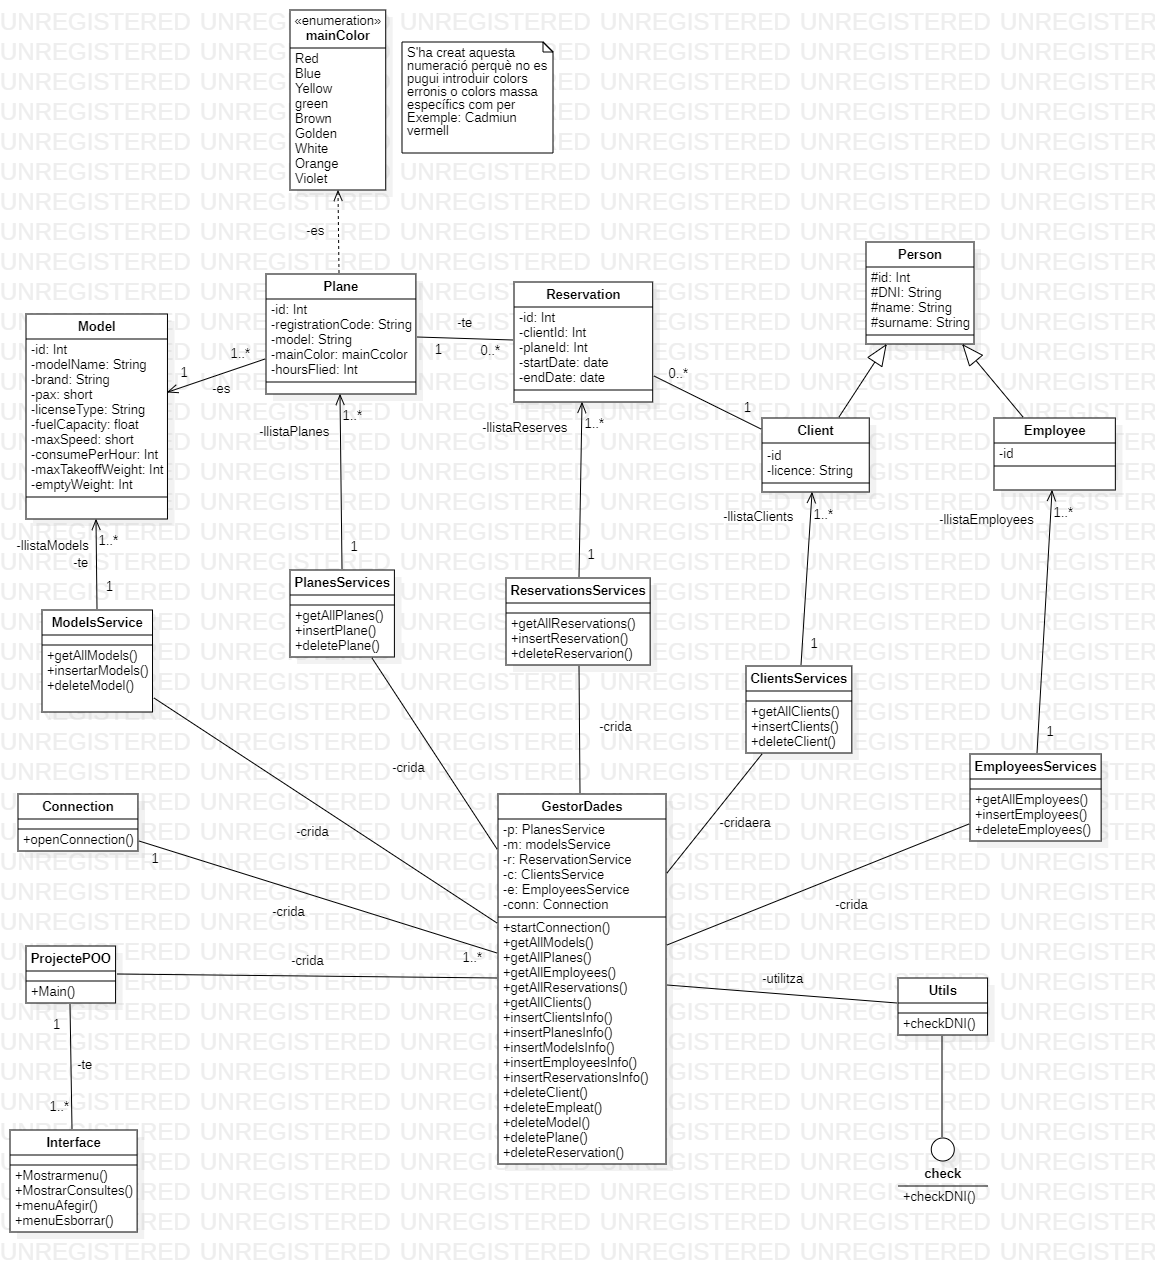 «enumeration»
mainColor
Red
Blue
Yellow
green
Brown
Golden
White
Orange
Violet
S'ha creat aquesta
numeració perquè no es
pugui introduir colors
erronis o colors massa
específics com per
Exemple: Cadmiun
vermell
-es
Person
#id: Int
#DNI: String
#name: String
#surname: String
Plane
-id: Int
-registrationCode: String
-model: String
-mainColor: mainCcolor
-hoursFlied: Int
Reservation
-id: Int
-clientId: Int
-planeId: Int
-startDate: date
-endDate: date
Model
-id: Int
-modelName: String
-brand: String
-pax: short
-licenseType: String
-fuelCapacity: float
-maxSpeed: short
-consumePerHour: Int
-maxTakeoffWeight: Int
-emptyWeight: Int
1..*
1
-es
-te
1
0..*
0..*
1
Client
-id
-licence: String
Employee
-id
-llistaPlanes
1..*
1
-llistaReserves
1..*
1
-llistaClients
1..*
1
-llistaEmployees
1..*
1
-llistaModels
1..*
-te
1
PlanesServices
+getAllPlanes()
+insertPlane()
+deletePlane()
ReservationsServices
+getAllReservations()
+insertReservation()
+deleteReservarion()
ModelsService
+getAllModels()
+insertarModels()
+deleteModel()
ClientsServices
+getAllClients()
+insertClients()
+deleteClient()
EmployeesServices
+getAllEmployees()
+insertEmployees()
+deleteEmployees()
-crida
-crida
-crida
-cridaera
-crida
Connection
+openConnection()
1
-crida
1..*
GestorDades
-p: PlanesService
-m: modelsService
-r: ReservationService
-c: ClientsService
-e: EmployeesService
-conn: Connection
+startConnection()
+getAllModels()
+getAllPlanes()
+getAllEmployees()
+getAllReservations()
+getAllClients()
+insertClientsInfo()
+insertPlanesInfo()
+insertModelsInfo()
+insertEmployeesInfo()
+insertReservationsInfo()
+deleteClient()
+deleteEmpleat()
+deleteModel()
+deletePlane()
+deleteReservation()
ProjectePOO
+Main()
-crida
1
-te
1..*
Interface
+Mostrarmenu()
+MostrarConsultes()
+menuAfegir()
+menuEsborrar()
-utilitza
Utils
+checkDNI()
check
+checkDNI()
UNREGISTERED